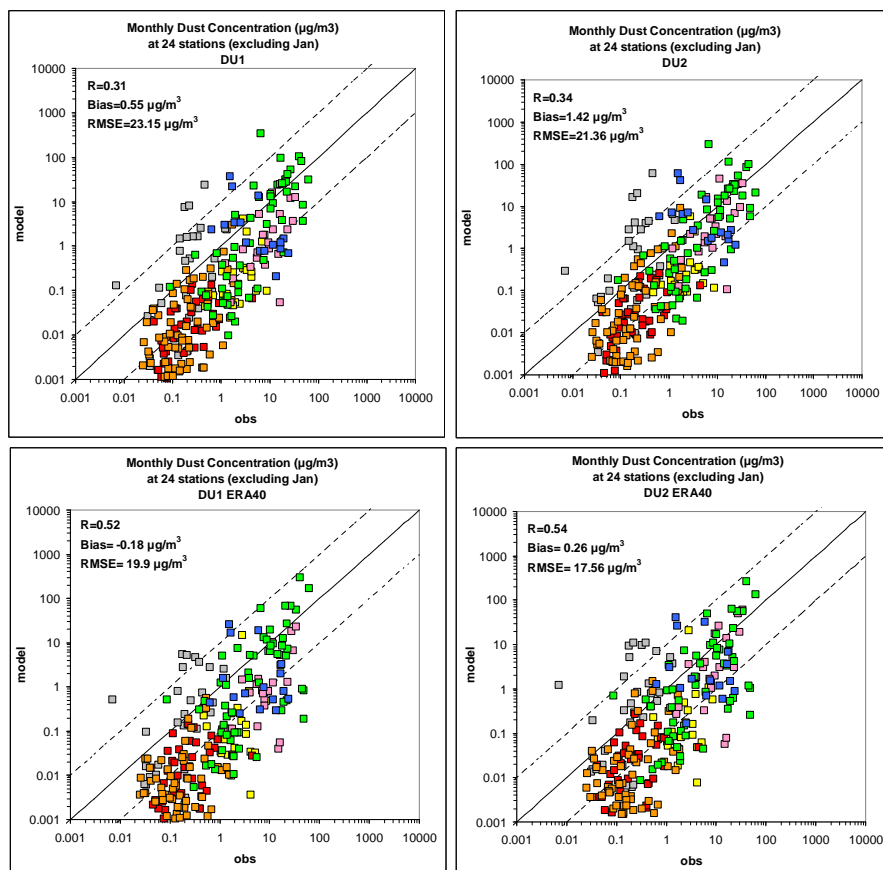 Monthly Dust Concentration (µg/m3)
at 24 stations (excluding Jan)
DU1
R=0.31
Bias=0.55 µg/m³
RMSE=23.15 µg/m³
model
10000
1000
100
10
1
0.1
0.01
0.001
0.001 0.01 0.1 1 10 100 1000 10000
obs
Monthly Dust Concentration (µg/m3)
at 24 stations (excluding Jan)
DU2
R=0.34
Bias=1.42 µg/m³
RMSE=21.36 µg/m³
model
10000
1000
100
10
1
0.1
0.01
0.001
0.001 0.01 0.1 1 10 100 1000 10000
obs
Monthly Dust Concentration (µg/m3)
at 24 stations (excluding Jan)
DU1 ERA40
R=0.52
Bias= -0.18 µg/m³
RMSE= 19.9 µg/m³
model
10000
1000
100
10
1
0.1
0.01
0.001
0.001 0.01 0.1 1 10 100 1000 10000
obs
Monthly Dust Concentration (µg/m3)
at 24 stations (excluding Jan)
DU2 ERA40
R=0.54
Bias= 0.26 µg/m³
RMSE= 17.56 µg/m³
model
10000
1000
100
10
1
0.1
0.01
0.001
0.001 0.01 0.1 1 10 100 1000 10000
obs